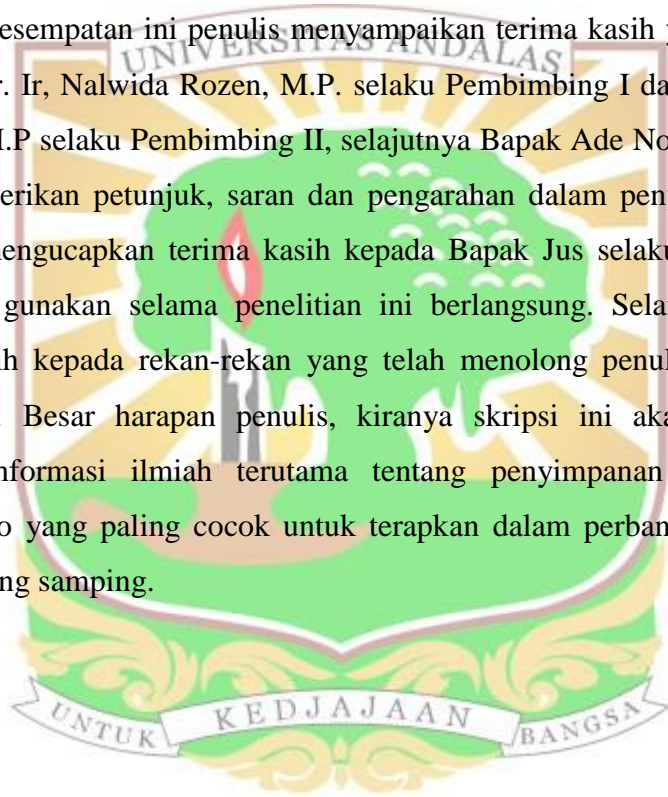 esempatan ini penulis menyampaikan terima kasih
UNIVERSITAS ANDALAS
r. Ir, Nalwida Rozen, M.P. selaku Pembimbing I da
M.P selaku Pembimbing II, selajutnya Bapak Ade No
erikan petunjuk, saran dan pengarahan dalam pen
mengucapkan terima kasih kepada Bapak Jus selaku
gunakan selama penelitian ini berlangsung. Sela
h kepada rekan-rekan yang telah menolong penul
Besar harapan penulis, kiranya skripsi ini aka
nformasi ilmiah terutama tentang penyimpanan
o yang paling cocok untuk terapkan dalam perban
ng samping.
UNTUK KEDJAJAAN BANGSA